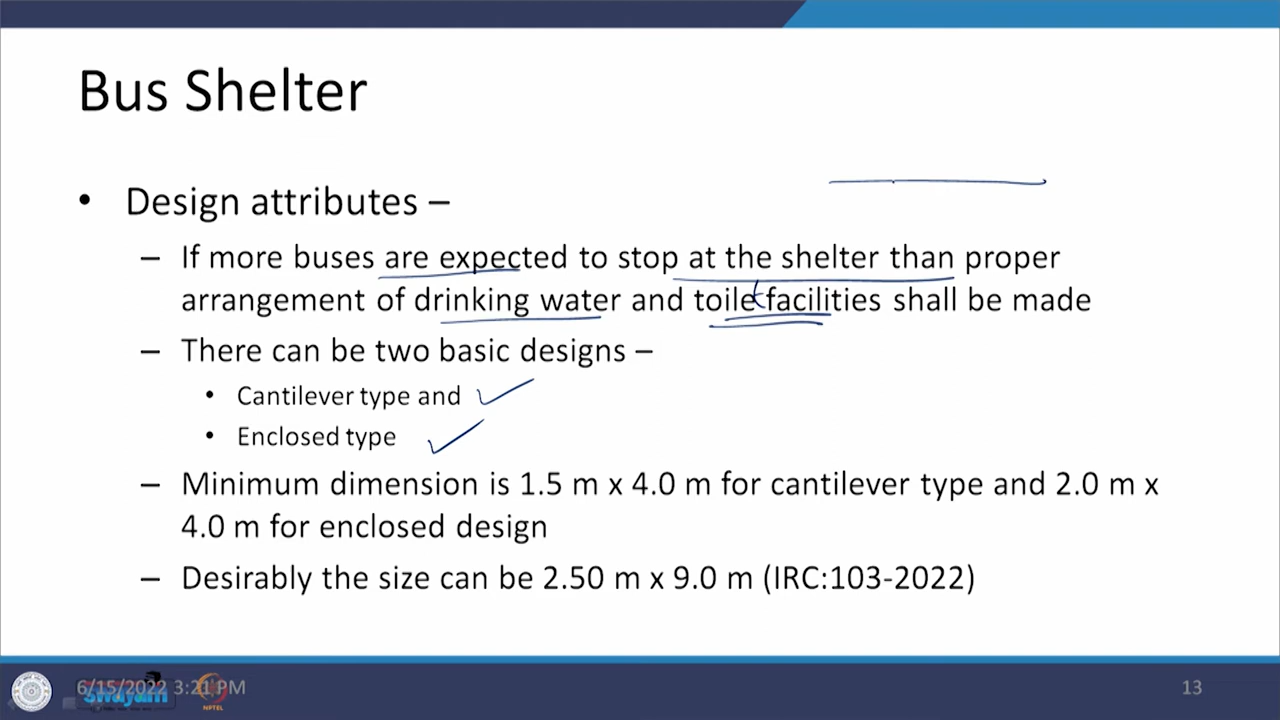 Bus Shelter
• Design attributes –
– If more buses are expected to stop at the shelter than proper
arrangement of drinking water and toilet facilities shall be made
– There can be two basic designs –
• Cantilever type and
• Enclosed type
– Minimum dimension is 1.5 m x 4.0 m for cantilever type and 2.0 m x
4.0 m for enclosed design
– Desirably the size can be 2.50 m x 9.0 m (IRC:103-2022)
6/15/2022 3:21 PM
swayam
NPTEL
13